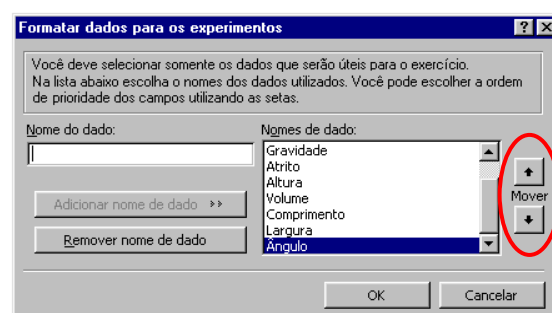 Formatar dados para os experimentos
Você deve selecionar somente os dados que serão úteis para o exercício.
Na lista abaixo escolha o nomes dos dados utilizados. Você pode escolher a ordem
de prioridade dos campos utilizando as setas.
Nome do dado:
Nomes de dado:
Gravidade
Atrito
Altura
Volume
Comprimento
Largura
Ângulo
Adicionar nome de dado >>
Remover nome de dado
Mover
OK
Cancelar